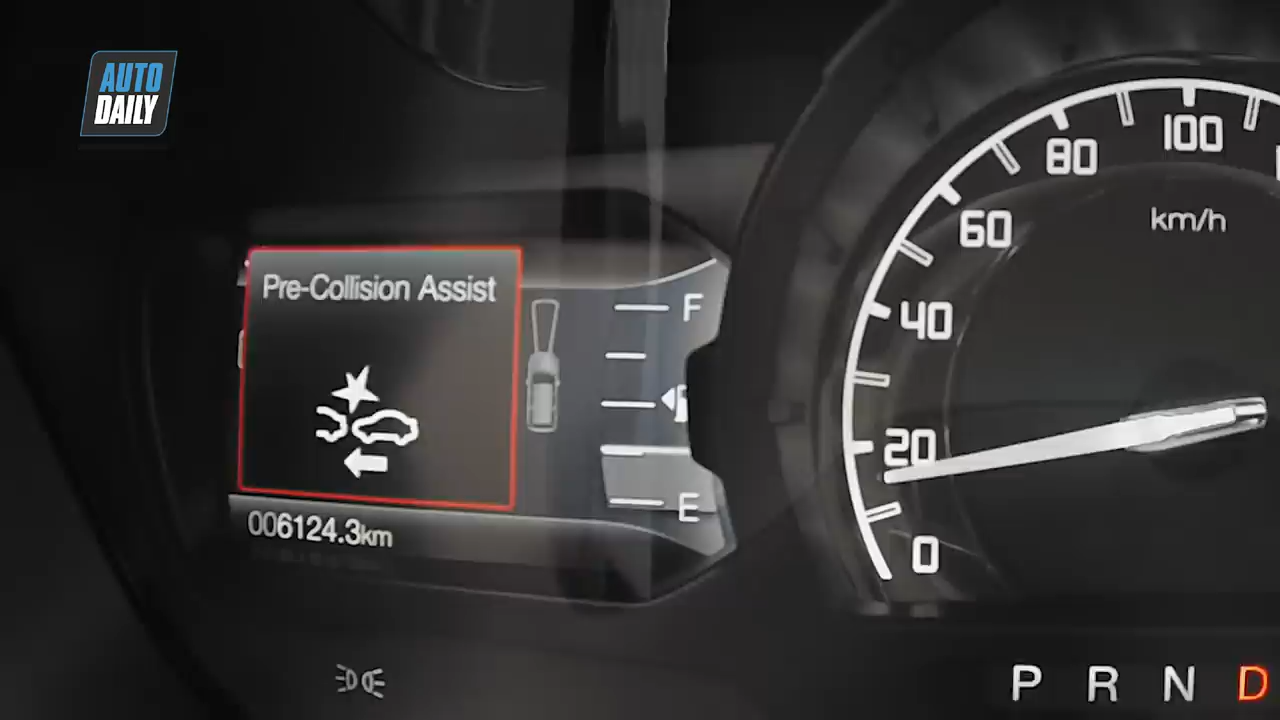 AUTO
DAILY
Pre-Collision Assist
F
E
006124.3km
0
20
40
60
80
100
km/h
P R N D